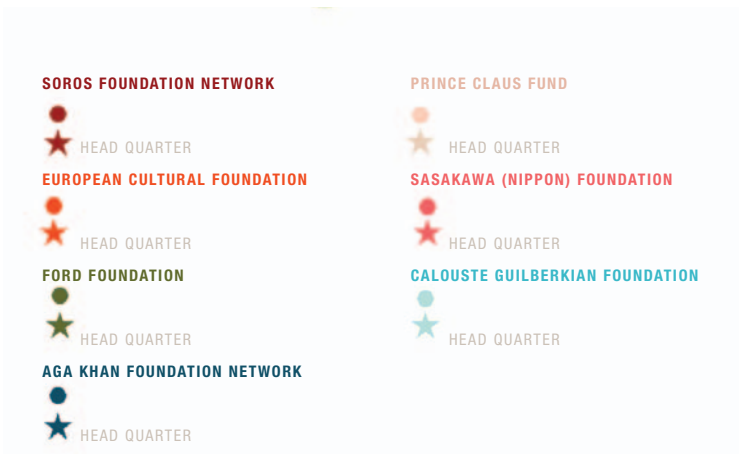 SOROS FOUNDATION NETWORK
HEAD QUARTER
EUROPEAN CULTURAL FOUNDATION
HEAD QUARTER
FORD FOUNDATION
HEAD QUARTER
AGA KHAN FOUNDATION NETWORK
HEAD QUARTER
PRINCE CLAUS FUND
HEAD QUARTER
SASAKAWA (NIPPON) FOUNDATION
HEAD QUARTER
CALOUSTE GUILBERKIAN FOUNDATION
HEAD QUARTER